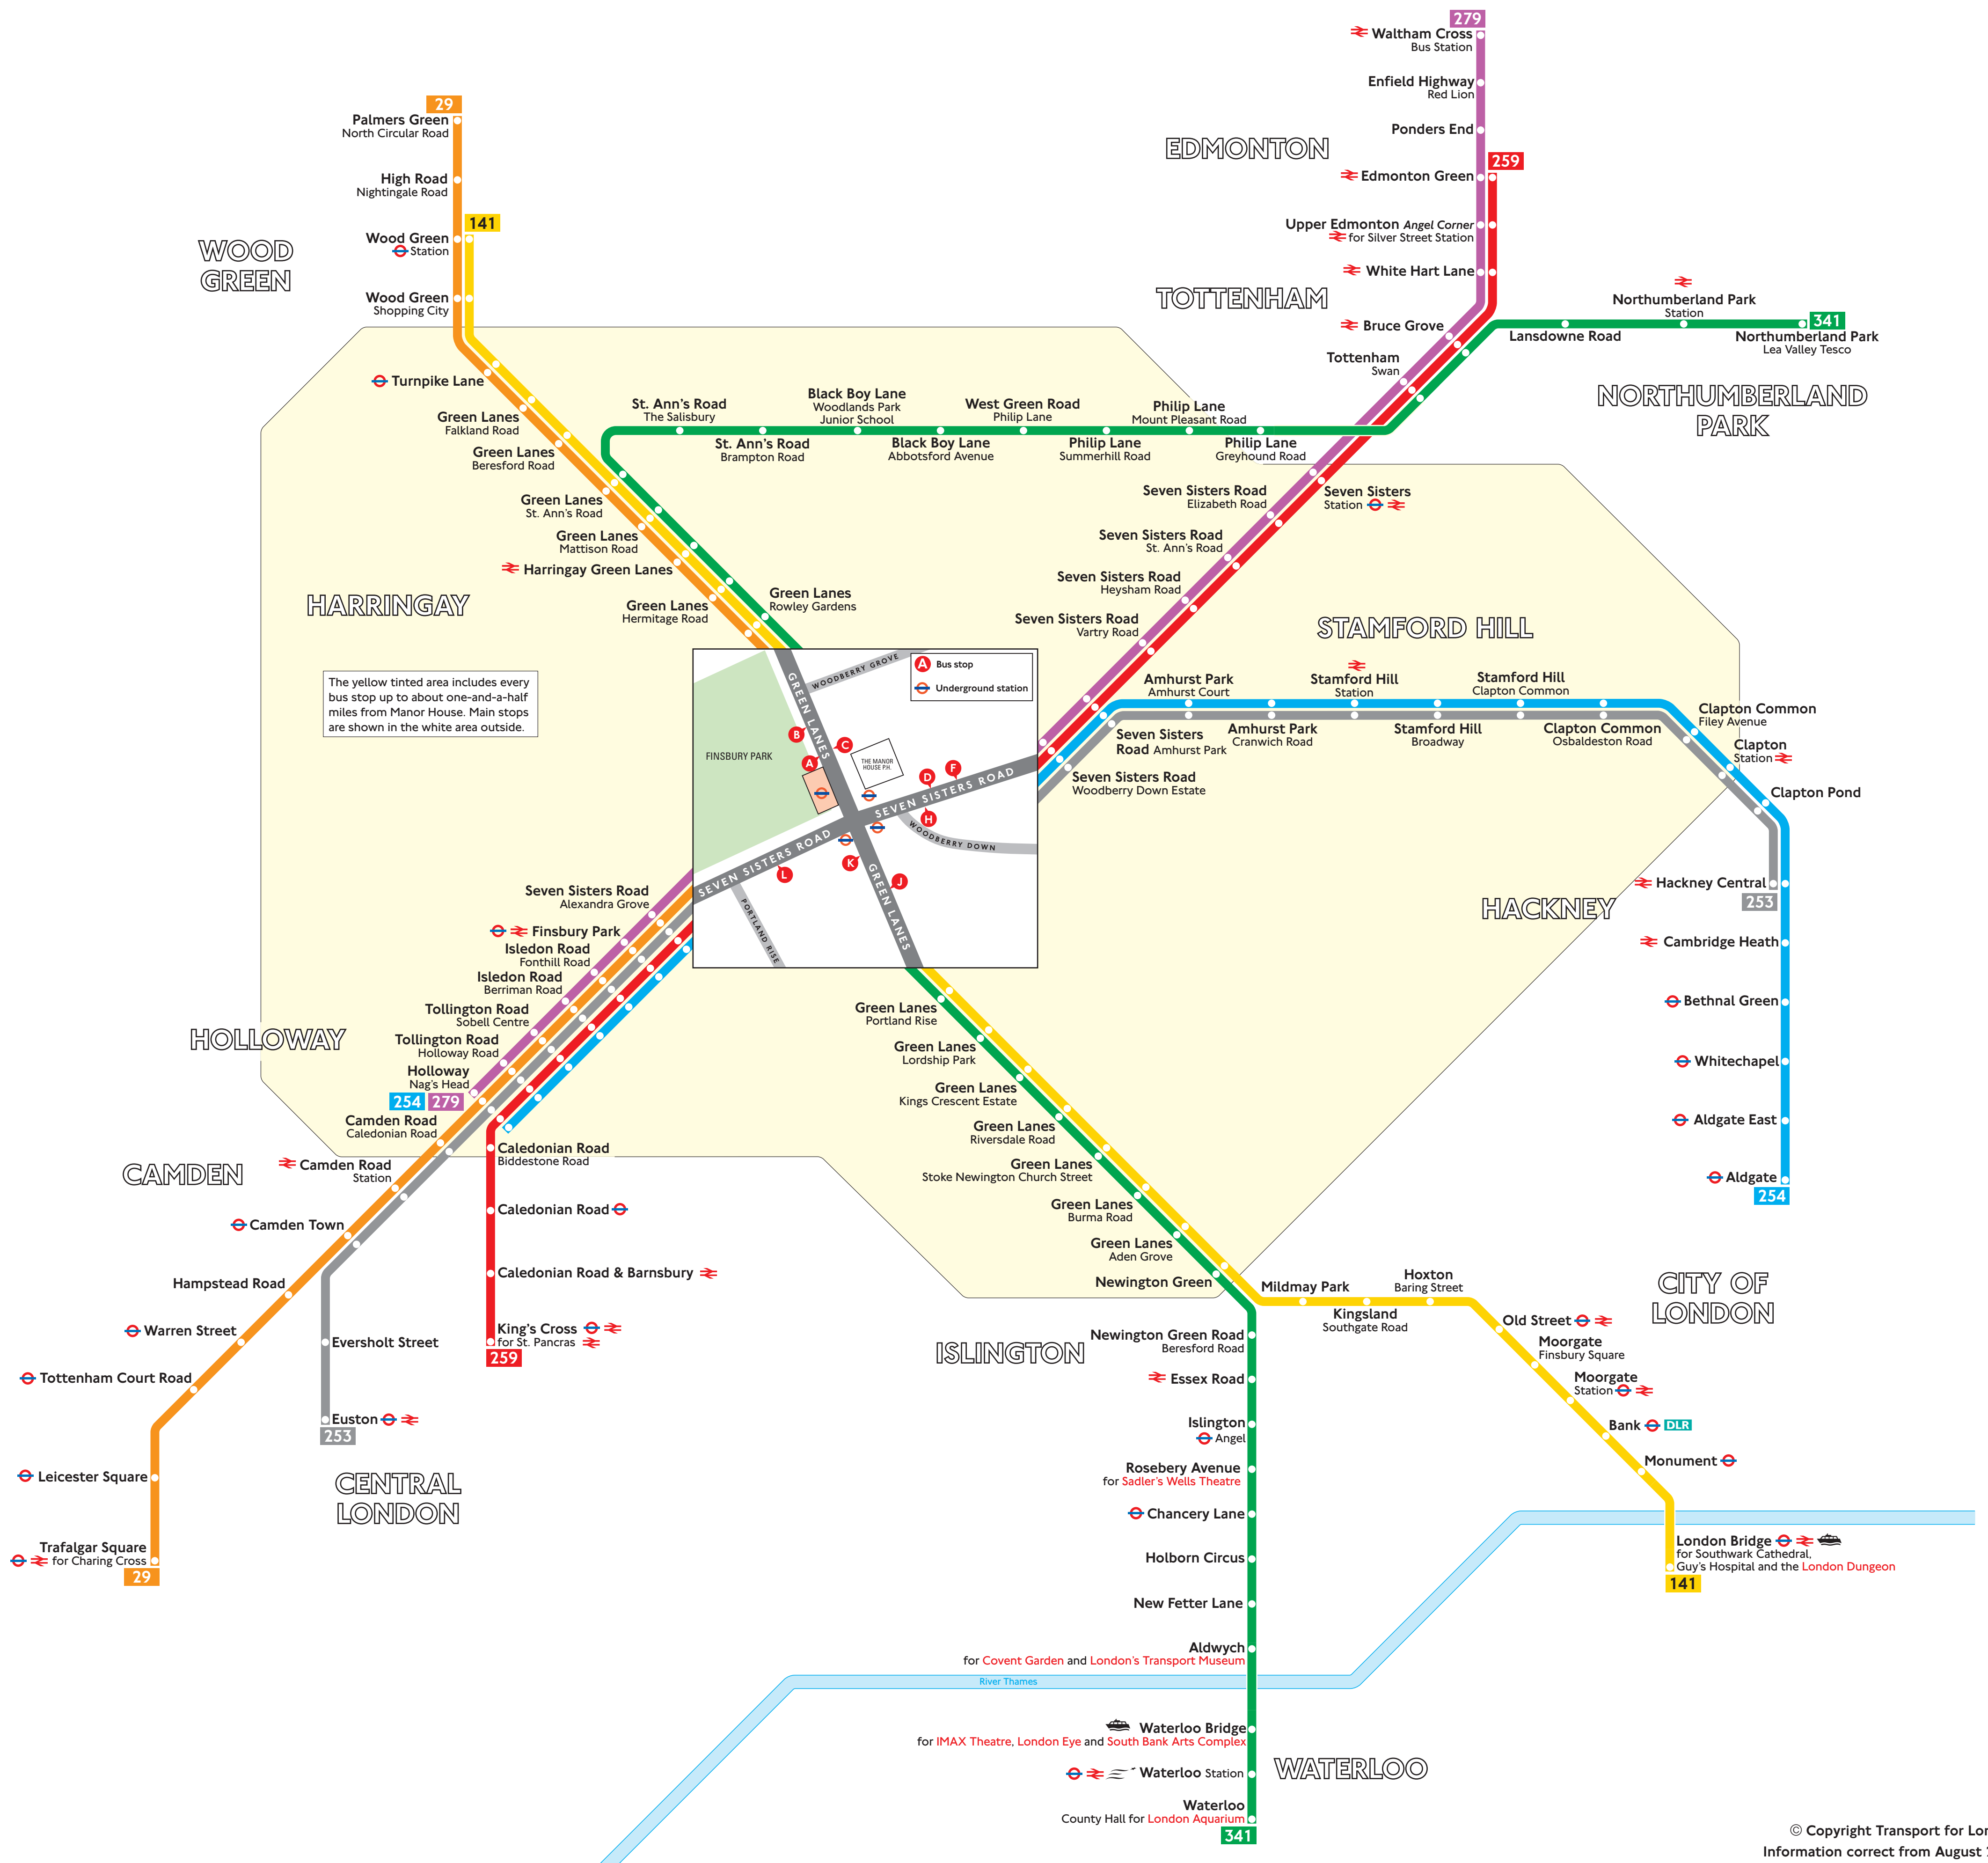 279
Waltham Cross
Bus Station
Enfield Highway
Red Lion
Ponders End
EDMONTON
259
Edmonton Green
Upper Edmonton Angel Corner
for Silver Street Station
White Hart Lane
TOTTENHAM
Bruce Grove
Tottenham
Swan
Northumberland Park
Station
Lansdowne Road
341
Northumberland Park
Lea Valley Tesco
NORTHUMBERLAND
PARK
29
Palmers Green
North Circular Road
High Road
Nightingale Road
141
Wood Green
Station
WOOD
GREEN
Wood Green
Shopping City
Turnpike Lane
Green Lanes
Falkland Road
Green Lanes
Beresford Road
Green Lanes
St. Ann's Road
Green Lanes
Mattison Road
Harringay Green Lanes
Green Lanes
Hermitage Road
Green Lanes
Rowley Gardens
HARRINGAY
St. Ann's Road
The Salisbury
St. Ann's Road
Brampton Road
Black Boy Lane
Woodlands Park
Junior School
Black Boy Lane
Abbotsford Avenue
West Green Road
Philip Lane
Philip Lane
Summerhill Road
Philip Lane
Mount Pleasant Road
Philip Lane
Greyhound Road
Seven Sisters Road
Elizabeth Road
Seven Sisters
Station
Seven Sisters Road
St. Ann's Road
Seven Sisters Road
Heysham Road
Seven Sisters Road
Vartry Road
STAMFORD HILL
Amhurst Park
Amhurst Court
Stamford Hill
Station
Stamford Hill
Clapton Common
Seven Sisters
Road Amhurst Park
Amhurst Park
Cranwich Road
Stamford Hill
Broadway
Clapton Common
Osbaldeston Road
Clapton Common
Filey Avenue
Clapton
Station
Clapton Pond
Seven Sisters Road
Woodberry Down Estate
HACKNEY
Hackney Central
253
Cambridge Heath
Bethnal Green
Whitechapel
Aldgate East
Aldgate
254
The yellow tinted area includes every
bus stop up to about one-and-a-half
miles from Manor House. Main stops
are shown in the white area outside.
A Bus stop
Underground station
WOODBERRY GROVE
GREEN LANES
FINSBURY PARK
THE MANOR
HOUSE P.H.
B
C
A
D
F
H
K
J
L
SEVEN SISTERS ROAD
SEVEN SISTERS ROAD
WOODBERRY DOWN
GREEN LANES
PORTLAND RISE
Seven Sisters Road
Alexandra Grove
Finsbury Park
Isledon Road
Fonthill Road
Isledon Road
Berriman Road
Tollington Road
Sobell Centre
Tollington Road
Holloway Road
Holloway
Nag's Head
254 279
HOLLOWAY
Camden Road
Caledonian Road
CAMDEN
Camden Road
Station
Camden Town
Hampstead Road
Warren Street
Tottenham Court Road
Leicester Square
Trafalgar Square
for Charing Cross
29
Eversholt Street
Euston
253
CENTRAL
LONDON
Caledonian Road
Biddestone Road
Caledonian Road
Caledonian Road & Barnsbury
King's Cross
for St. Pancras
259
Green Lanes
Portland Rise
Green Lanes
Lordship Park
Green Lanes
Kings Crescent Estate
Green Lanes
Riversdale Road
Green Lanes
Stoke Newington Church Street
Green Lanes
Burma Road
Green Lanes
Aden Grove
Newington Green
Mildmay Park
Kingsland
Southgate Road
Hoxton
Baring Street
CITY OF
LONDON
Old Street
Moorgate
Finsbury Square
Moorgate
Station
Bank DLR
Monument
London Bridge
for Southwark Cathedral,
Guy's Hospital and the London Dungeon
141
ISLINGTON
Newington Green Road
Beresford Road
Essex Road
Islington
Angel
Rosebery Avenue
for Sadler's Wells Theatre
Chancery Lane
Holborn Circus
New Fetter Lane
Aldwych
for Covent Garden and London's Transport Museum
River Thames
Waterloo Bridge
for IMAX Theatre, London Eye and South Bank Arts Complex
Waterloo Station
WATERLOO
Waterloo
County Hall for London Aquarium
341
© Copyright Transport for Lon
Information correct from August